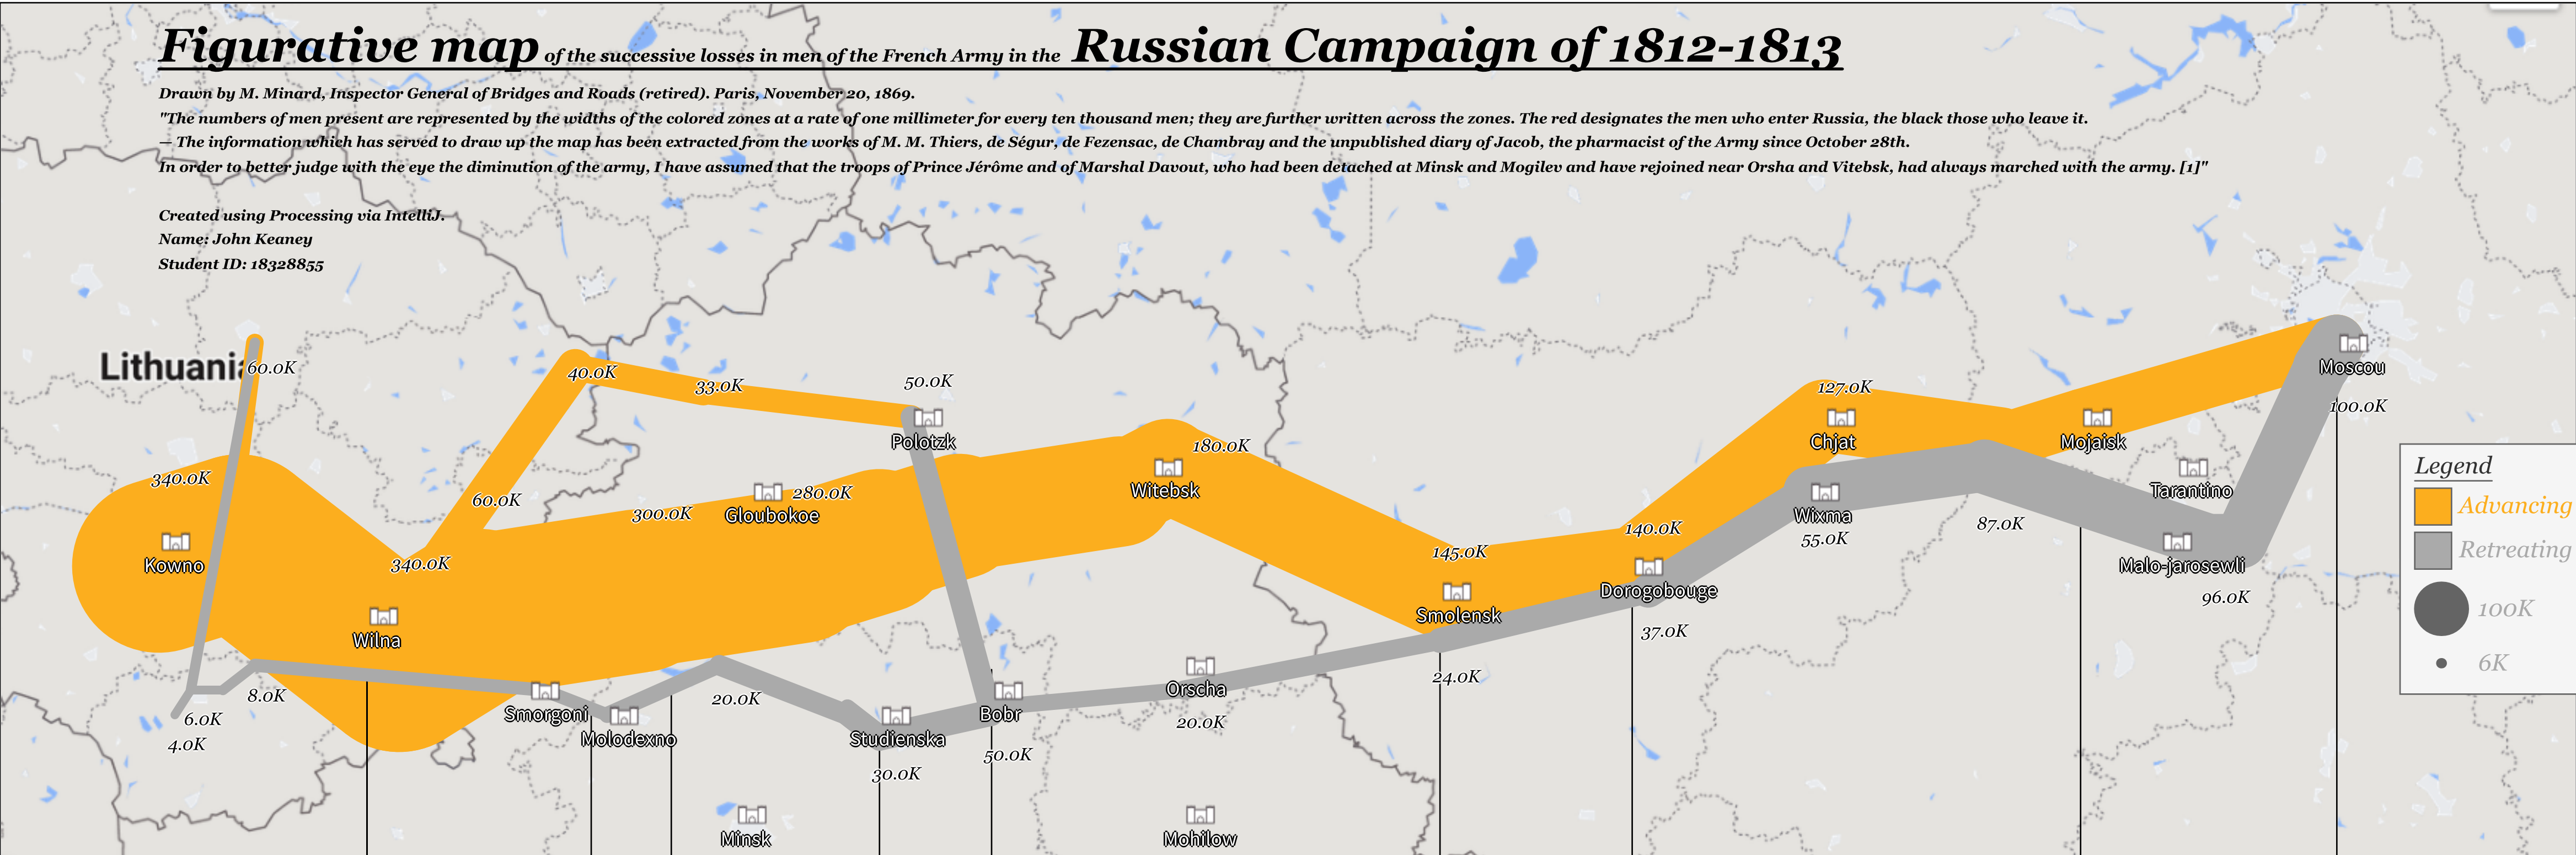 Figurative map of the successive losses in men of the French Army in the Russian Campaign of 1812-1813
Drawn by M. Minard, Inspector General of Bridges and Roads (retired). Paris, November 20, 1869.
"The numbers of men present are represented by the widths of the colored zones at a rate of one millimeter for every ten thousand men; they are further written across the zones. The red designates the men who enter Russia, the black those who leave it.
— The information which has served to draw up the map has been extracted from the works of M. M. Thiers, de Ségur, de Fezensac, de Chambray and the unpublished diary of Jacob, the pharmacist of the Army since October 28th.
In order to better judge with the eye the diminution of the army, I have assumed that the troops of Prince Jérôme and of Marshal Davout, who had been detached at Minsk and Mogilev and have rejoined near Orsha and Vitebsk, had always marched with the army. [1]"
Created using Processing via IntelliJ.
Name: John Keaney
Student ID: 18328855
Lithuania
60.0K
40.0K
33.0K
50.0K
Polotzk
127.0K
Chjat
Mojaisk
Moscou
100.0K
340.0K
60.0K
300.0K
280.0K
Gloubokoe
180.0K
Witebsk
Tarantino
Wixma
55.0K
87.0K
Kowno
340.0K
145.0K
140.0K
Malo-jarosewli
96.0K
Wilna
Smolensk
Dorogobouge
37.0K
8.0K
6.0K
4.0K
Smorgoni
Molodexno
20.0K
Studienska
30.0K
Bobr
50.0K
Orscha
20.0K
24.0K
Minsk
Mohilow
Legend
Advancing
Retreating
100K
6K